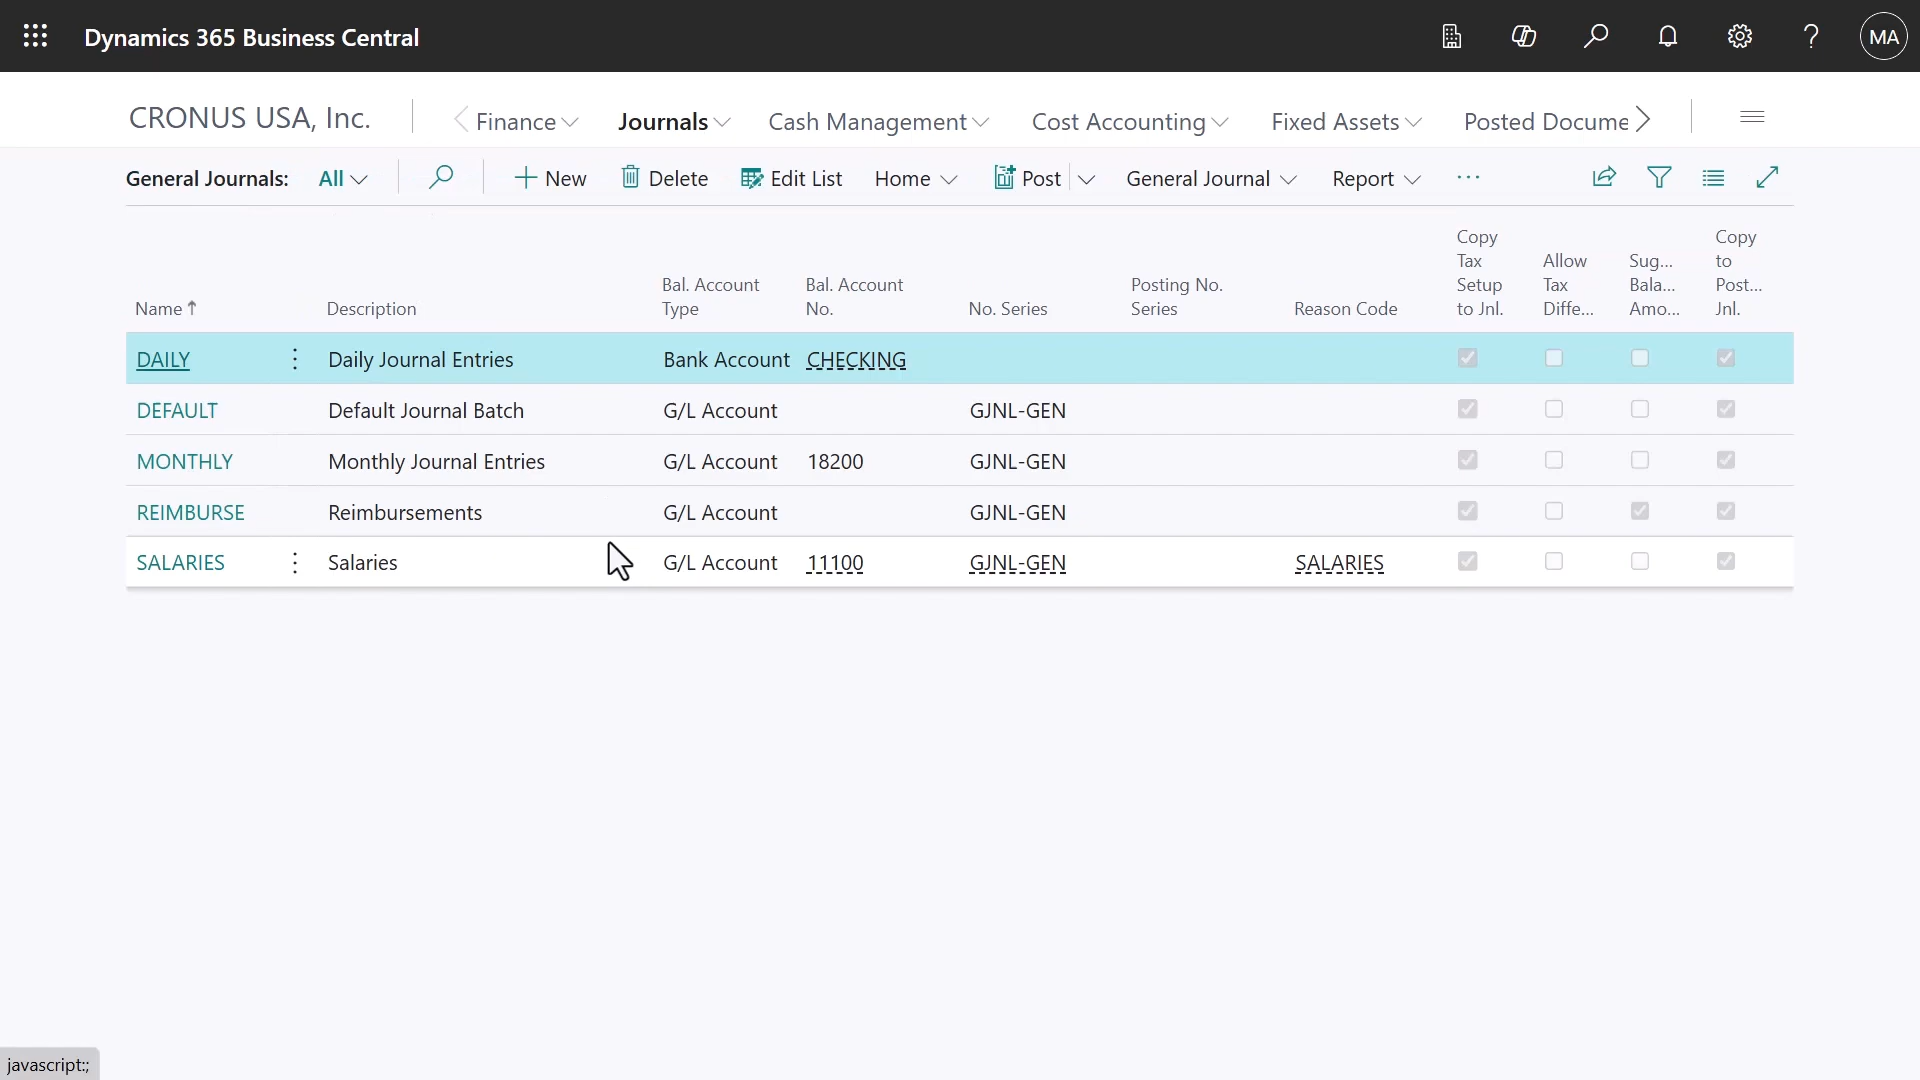 Dynamics 365 Business Central
MA
CRONUS USA, Inc.
Finance
Journals
Cash Management
Cost Accounting
Fixed Assets
Posted Docume
General Journals:
All
New
Delete
Edit List
Home
Post
General Journal
Report
Name
Description
Bal. Account
Type
Bal. Account
No.
No. Series
Posting No.
Series
Reason Code
Copy
Tax
Setup
to Jnl.
Allow
Tax
Diffe...
Sug...
Bala...
Amo...
Copy
to
Post...
Jnl.
DAILY Daily Journal Entries Bank Account CHECKING
DEFAULT Default Journal Batch G/L Account GJNL-GEN
MONTHLY Monthly Journal Entries G/L Account 18200 GJNL-GEN
REIMBURSE Reimbursements G/L Account GJNL-GEN
SALARIES Salaries G/L Account 11100 GJNL-GEN SALARIES
javascript:;